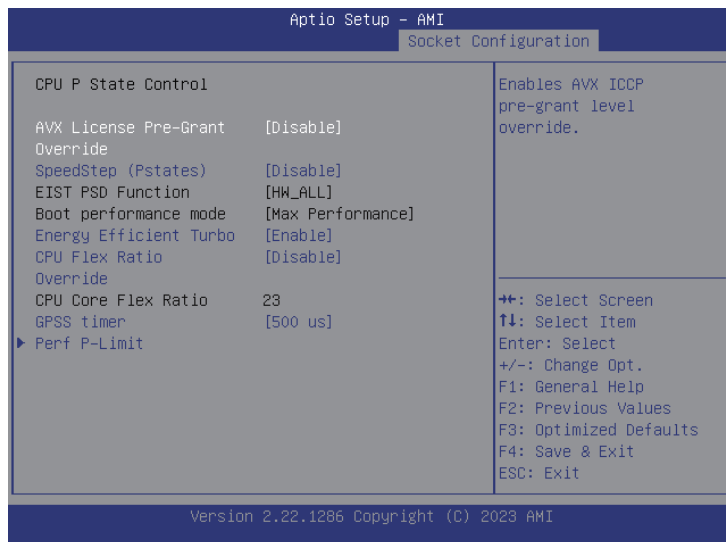 Aptio Setup – AMI
Socket Configuration
CPU P State Control
AVX License Pre-Grant Override [Disable]
SpeedStep (Pstates) [Disable]
EIST PSD Function [HW_ALL]
Boot performance mode [Max Performance]
Energy Efficient Turbo [Enable]
CPU Flex Ratio Override [Disable]
CPU Core Flex Ratio 23
GPSS timer [500 us]
Perf P-Limit
Enables AVX ICCP
pre-grant level
override.
→←: Select Screen
↑↓: Select Item
Enter: Select
+/-: Change Opt.
F1: General Help
F2: Previous Values
F3: Optimized Defaults
F4: Save & Exit
ESC: Exit
Version 2.22.1286 Copyright (C) 2023 AMI